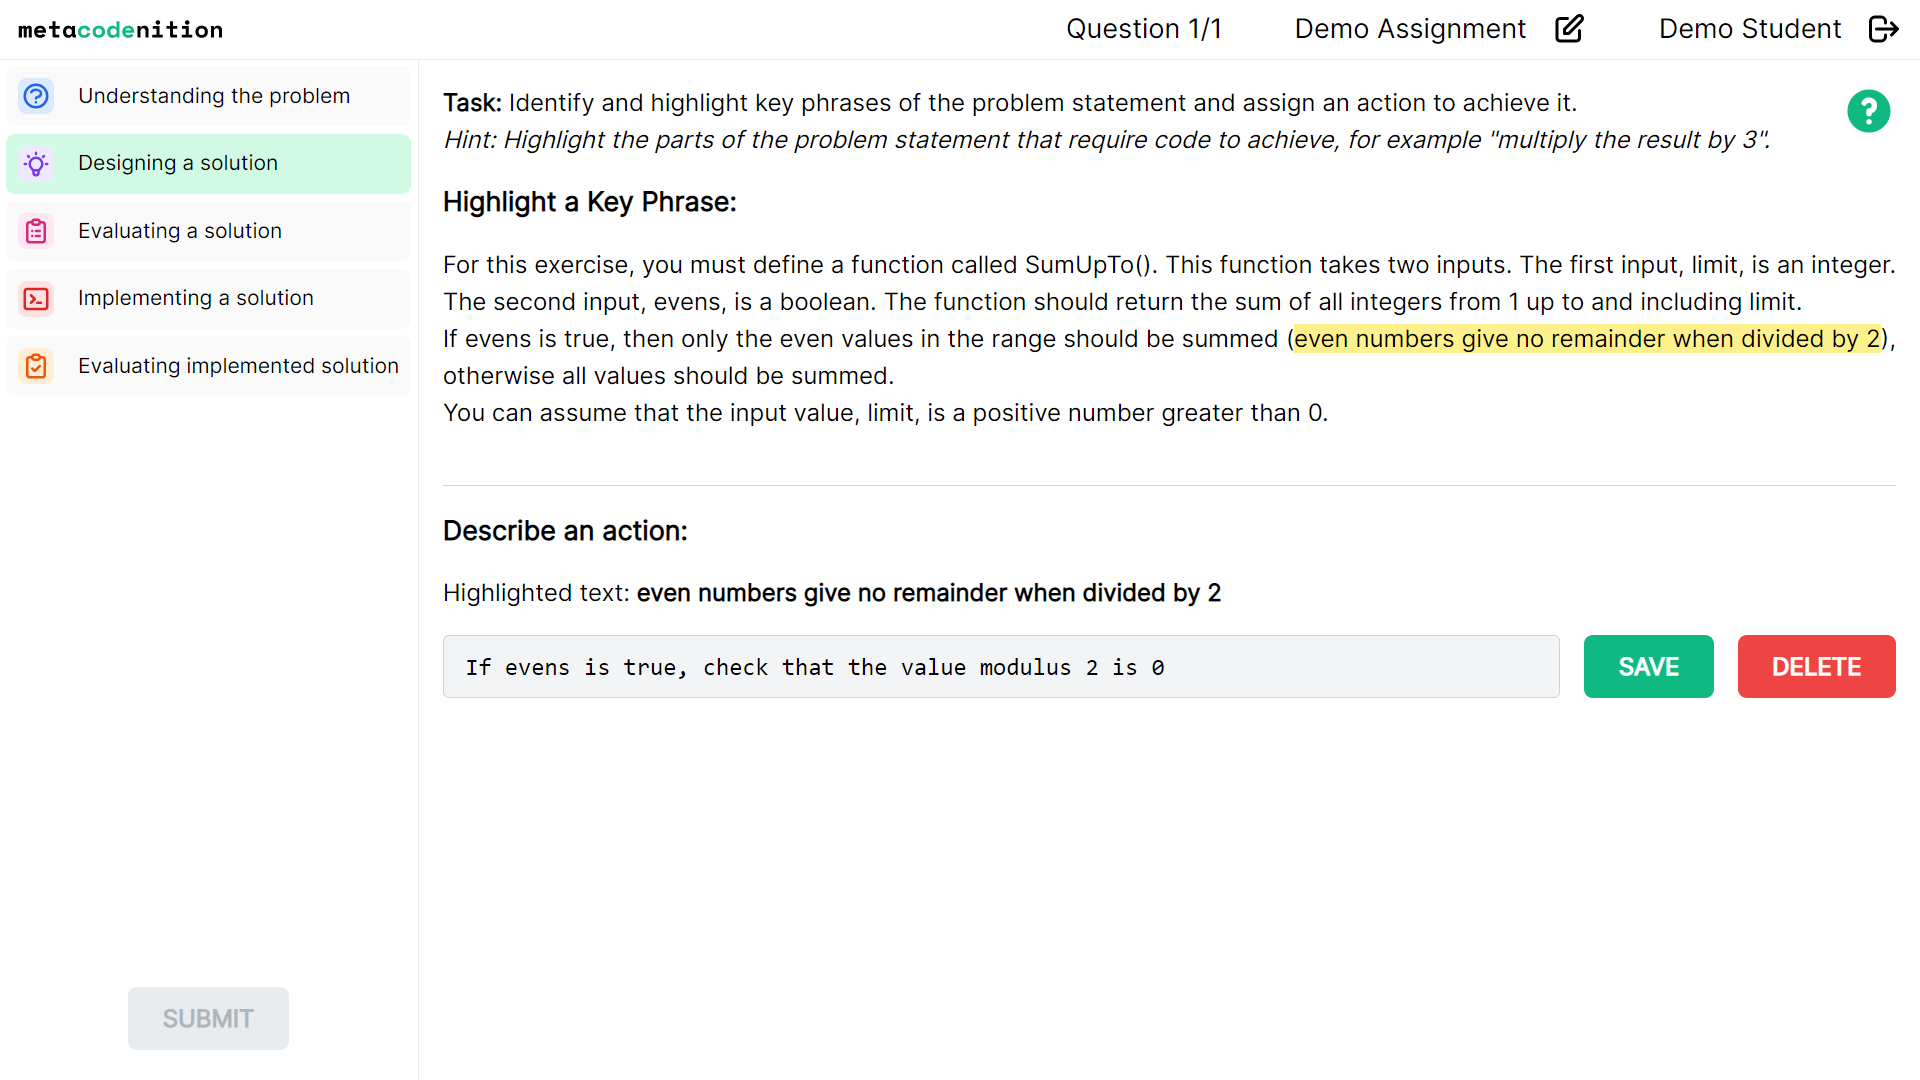 metacodenition
Question 1/1
Demo Assignment
Demo Student
Understanding the problem
Designing a solution
Evaluating a solution
Implementing a solution
Evaluating implemented solution
SUBMIT
Task: Identify and highlight key phrases of the problem statement and assign an action to achieve it.
Hint: Highlight the parts of the problem statement that require code to achieve, for example "multiply the result by 3".
Highlight a Key Phrase:
For this exercise, you must define a function called SumUpTo(). This function takes two inputs. The first input, limit, is an integer.
The second input, evens, is a boolean. The function should return the sum of all integers from 1 up to and including limit.
If evens is true, then only the even values in the range should be summed (even numbers give no remainder when divided by 2),
otherwise all values should be summed.
You can assume that the input value, limit, is a positive number greater than 0.
Describe an action:
Highlighted text: even numbers give no remainder when divided by 2
If evens is true, check that the value modulus 2 is 0
SAVE
DELETE